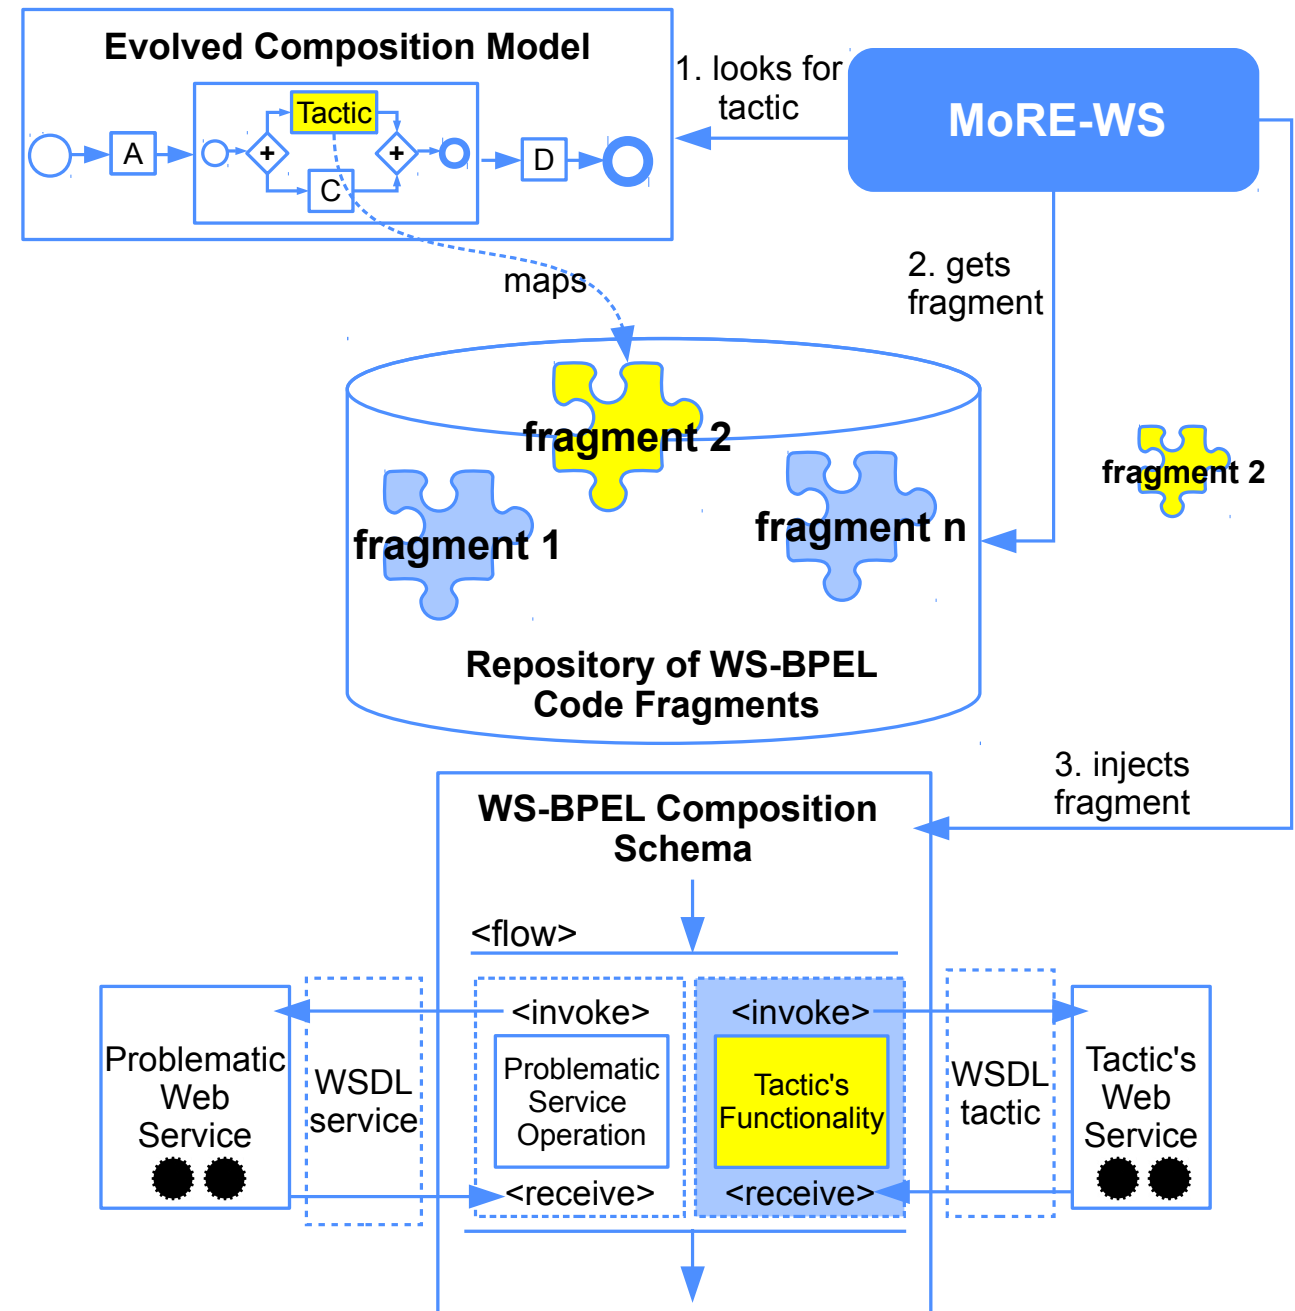 Evolved Composition Model
Tactic
A
+
+
C
D
1. looks for
tactic
MoRE-WS
maps
2. gets
fragment
fragment 2
fragment 1
fragment n
fragment 2
Repository of WS-BPEL
Code Fragments
3. injects
fragment
WS-BPEL Composition
Schema
<flow>
Problematic
Web
Service
WSDL
service
<invoke>
Problematic
Service
Operation
<receive>
<invoke>
Tactic's
Functionality
<receive>
WSDL
tactic
Tactic's
Web
Service